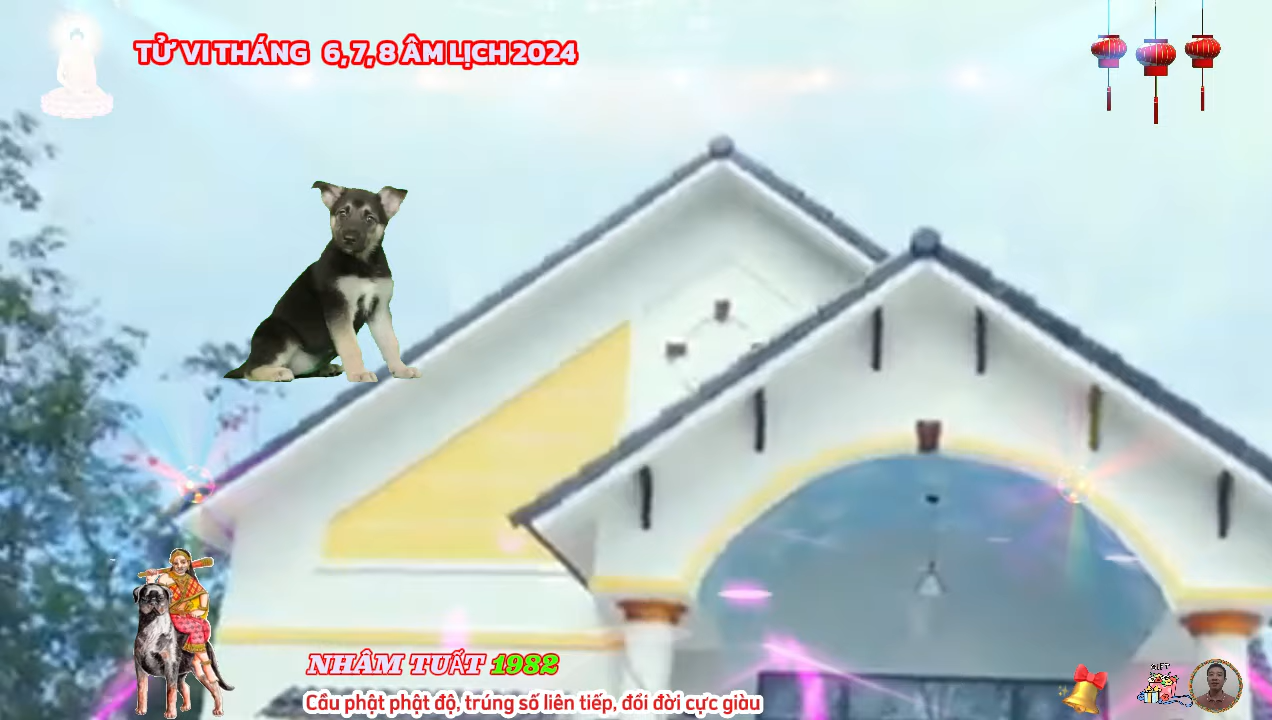 TỬ VI THÁNG 6, 7, 8 ÂM LỊCH 2024
NHÂM TUẤT 1982
Cầu phật phật độ, trúng số liên tiếp, đổi đời cực giàu